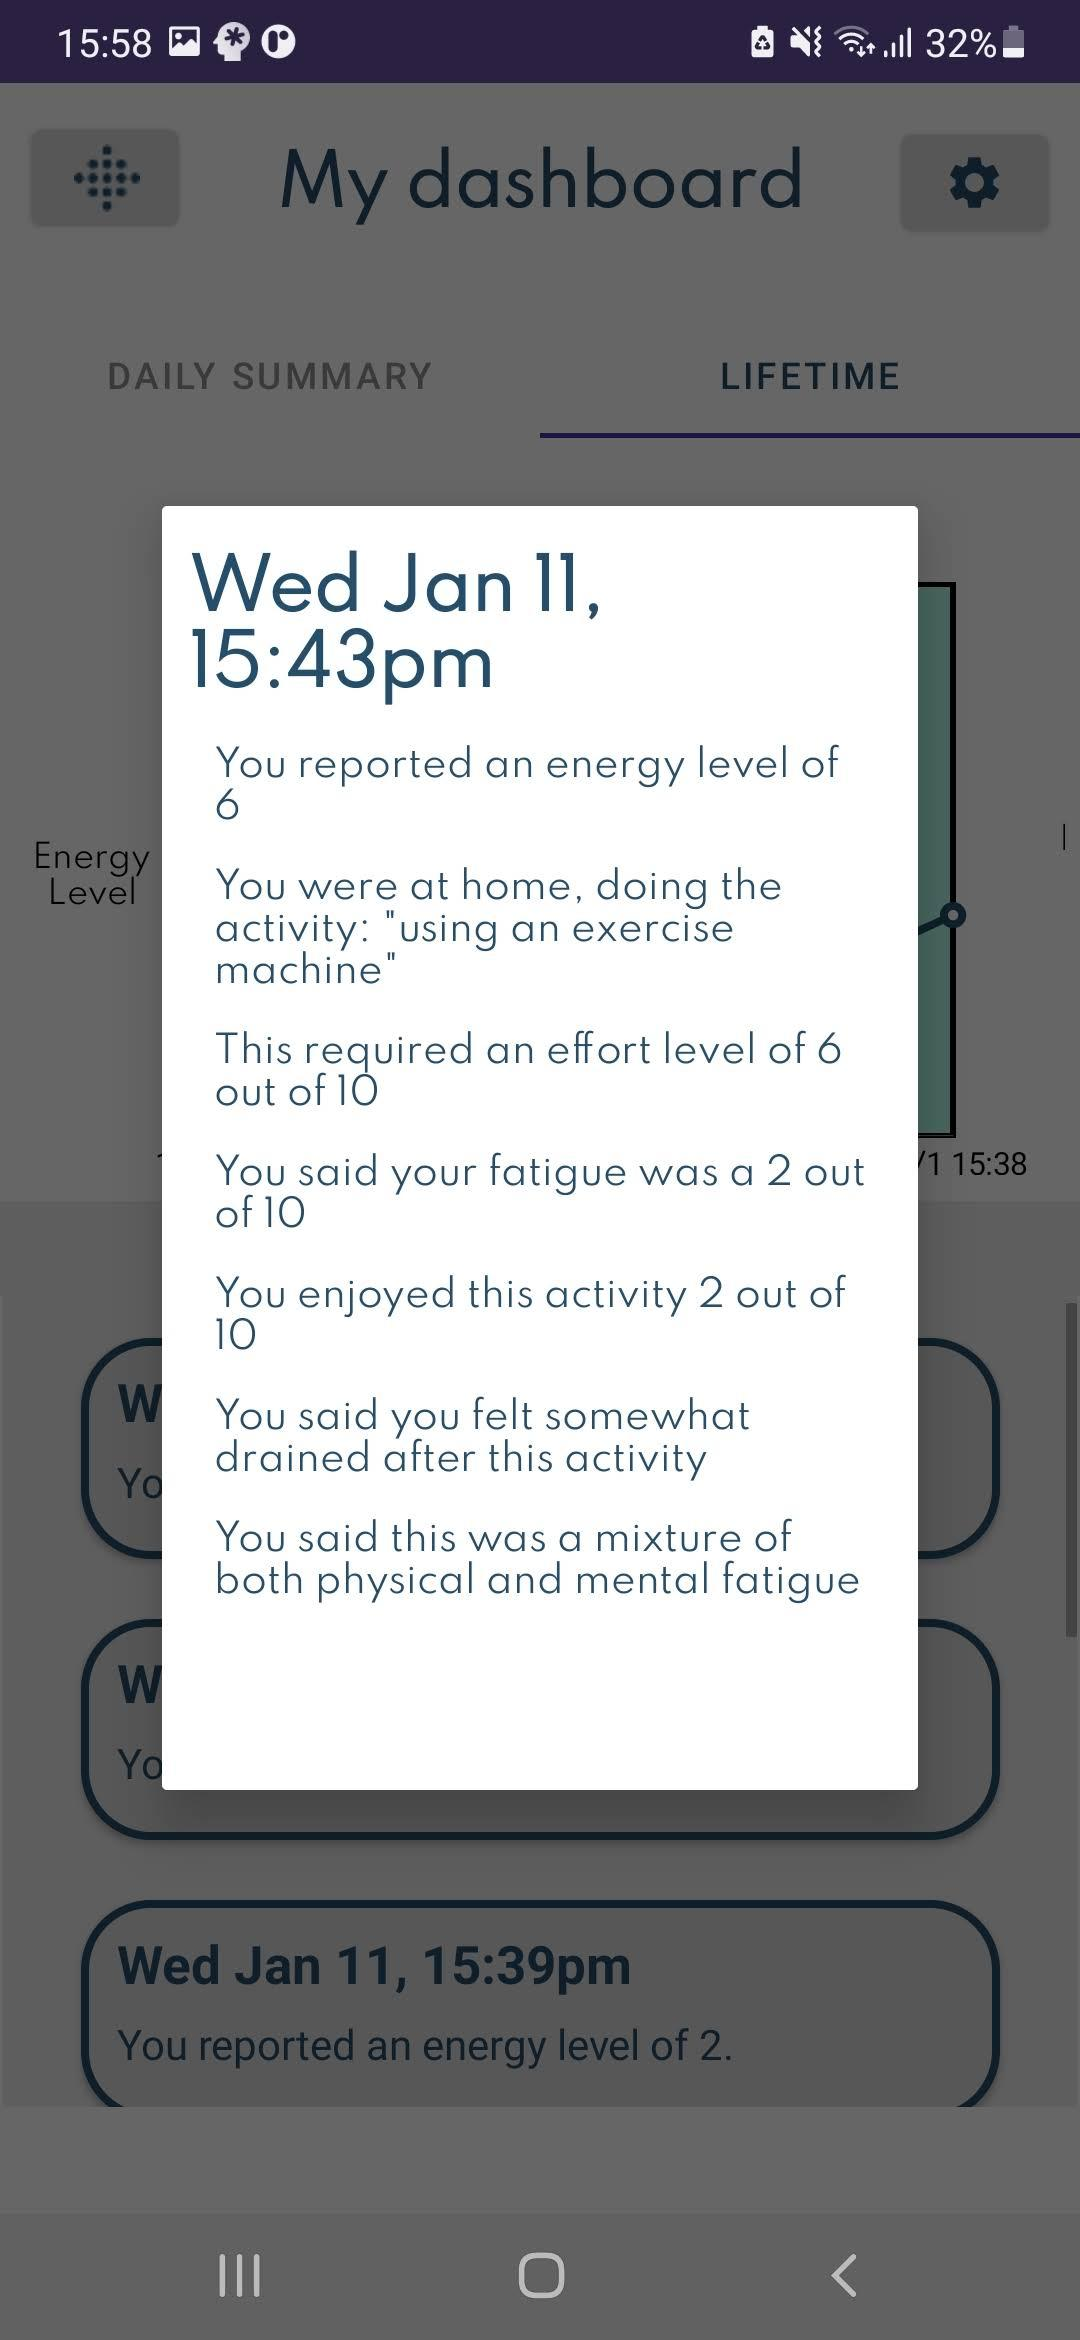 15:58
32%
My dashboard
DAILY SUMMARY
LIFETIME
Wed Jan 11,
15:43pm
You reported an energy level of
6
You were at home, doing the
activity: "using an exercise
machine"
This required an effort level of 6
out of 10
You said your fatigue was a 2 out
of 10
You enjoyed this activity 2 out of
10
You said you felt somewhat
drained after this activity
You said this was a mixture of
both physical and mental fatigue
Energy
Level
/1 15:38
W
Yo
W
Yo
Wed Jan 11, 15:39pm
You reported an energy level of 2.